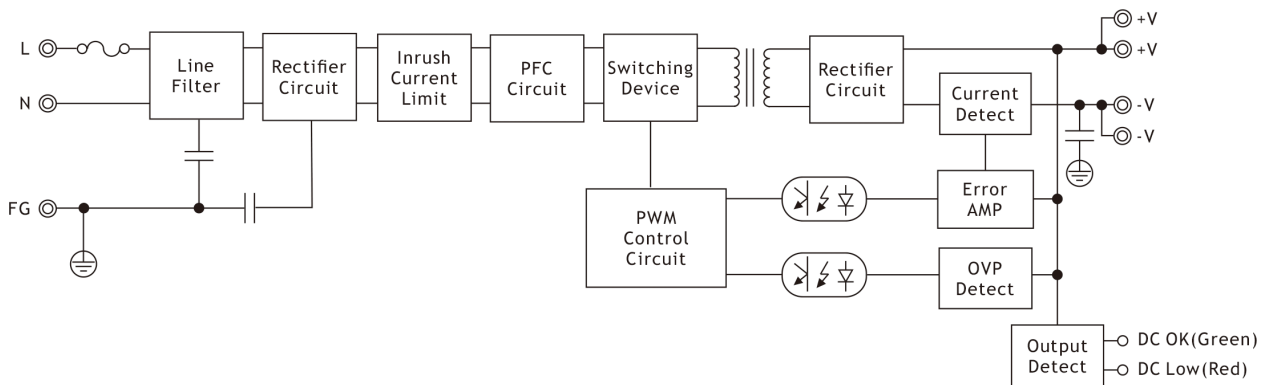 L
N
FG
Line
Filter
Rectifier
Circuit
Inrush
Current
Limit
PFC
Circuit
Switching
Device
Rectifier
Circuit
Current
Detect
+V
+V
-V
-V
PWM
Control
Circuit
Error
AMP
OVP
Detect
Output
Detect
DC OK(Green)
DC Low(Red)